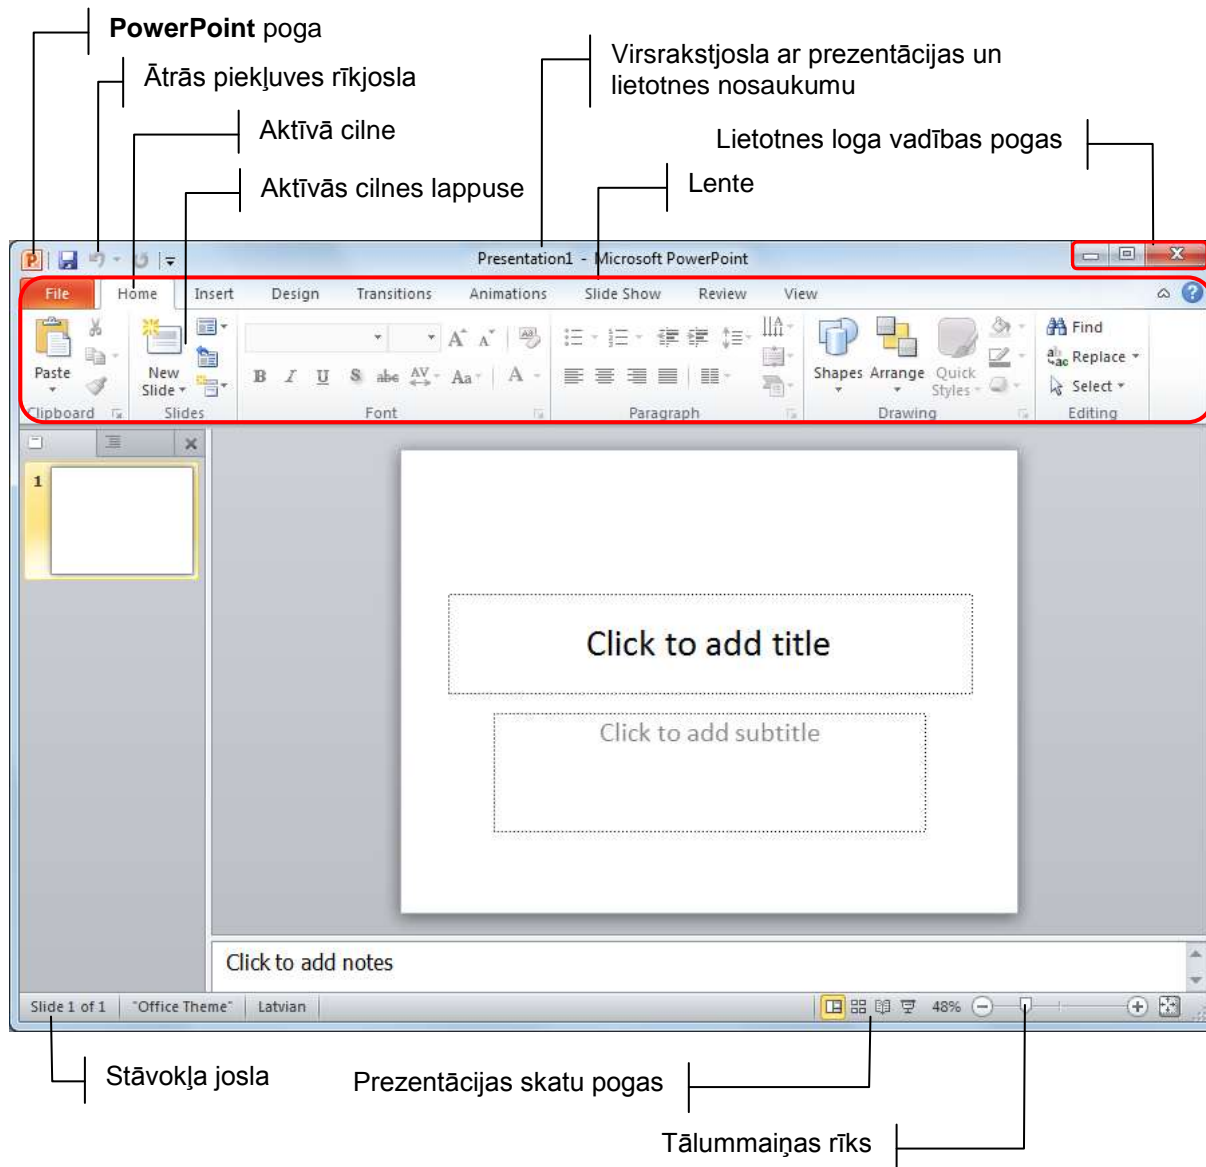 PowerPoint poga
Ātrās piekļuves rīkjosla
Aktīvā cilne
Aktīvās cilnes lappuse
Virsrakstjosla ar prezentācijas un
lietotnes nosaukumu
Lietotnes loga vadības pogas
Lente
Presentation1 - Microsoft PowerPoint
File Home Insert Design Transitions Animations Slide Show Review View
Paste
New
Slide
Shapes Arrange Quick
Styles
Find
Replace
Select
Clipboard Slides Font Paragraph Drawing Editing
1
Click to add title
Click to add subtitle
Click to add notes
Slide 1 of 1 "Office Theme" Latvian 48%
Stāvokļa josla
Prezentācijas skatu pogas
Tālummaiņas rīks